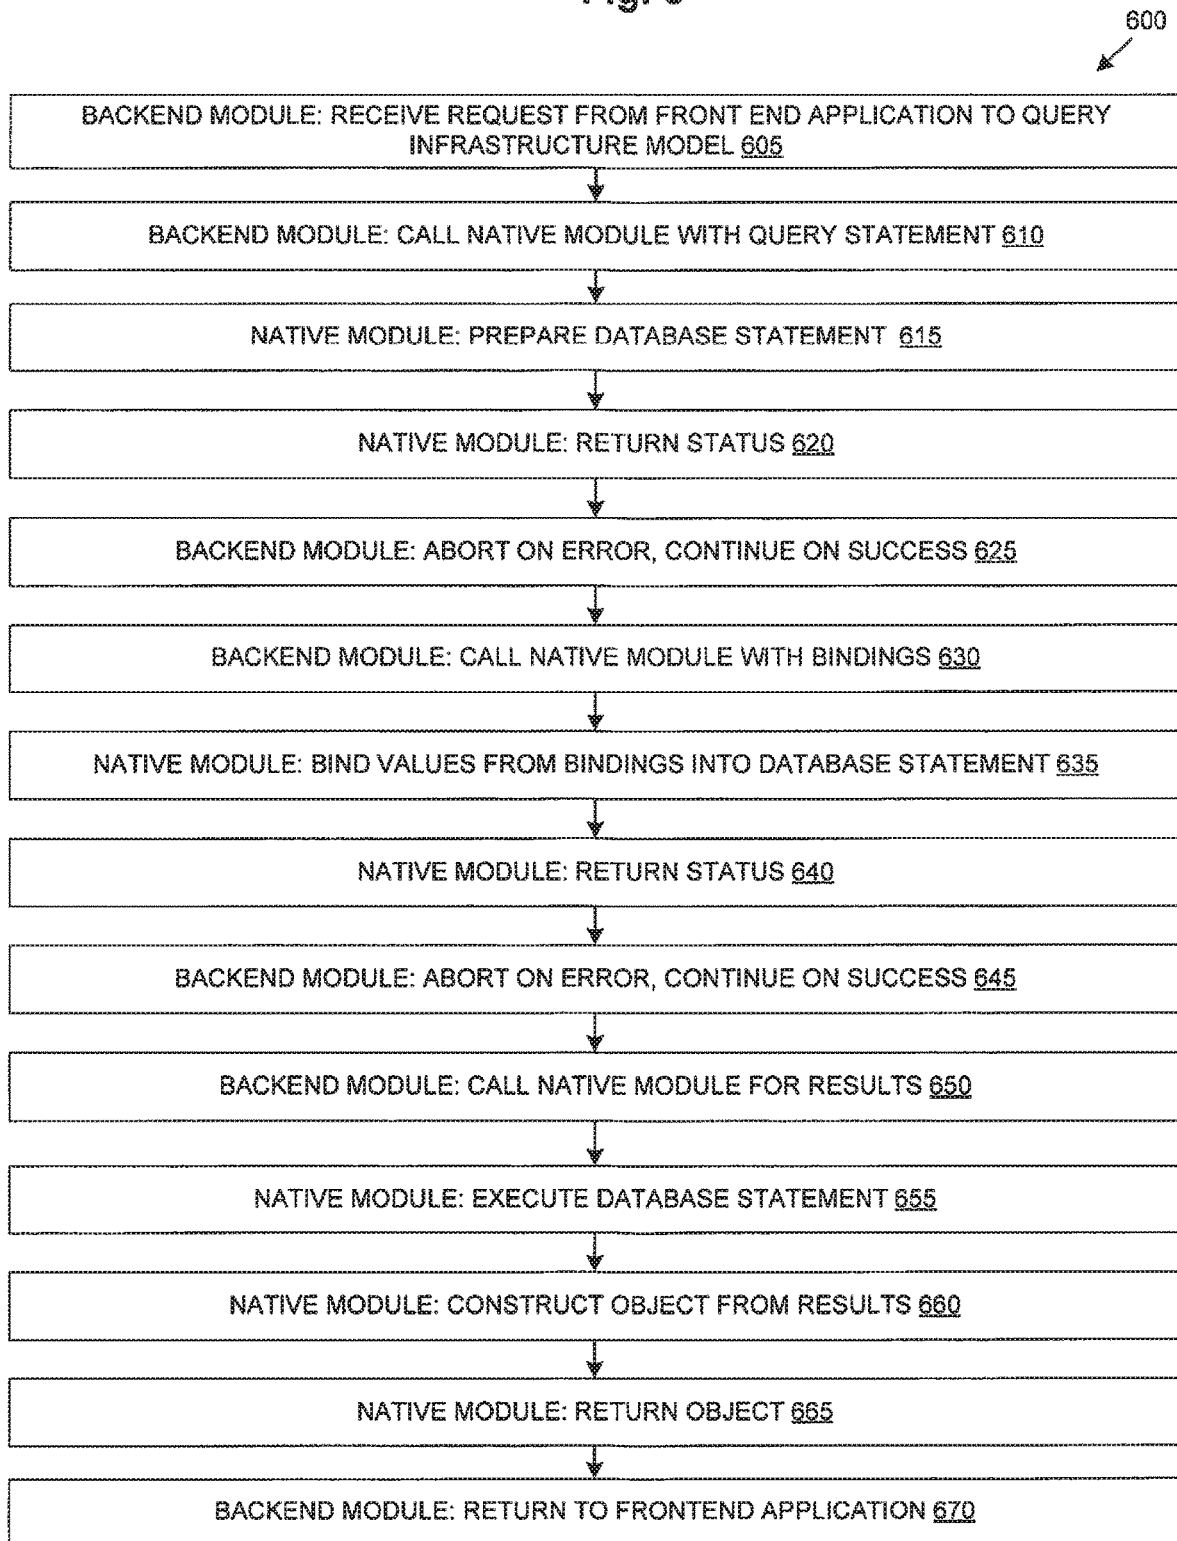 600
BACKEND MODULE: RECEIVE REQUEST FROM FRONT END APPLICATION TO QUERY
INFRASTRUCTURE MODEL 605
BACKEND MODULE: CALL NATIVE MODULE WITH QUERY STATEMENT 610
NATIVE MODULE: PREPARE DATABASE STATEMENT 615
NATIVE MODULE: RETURN STATUS 620
BACKEND MODULE: ABORT ON ERROR, CONTINUE ON SUCCESS 625
BACKEND MODULE: CALL NATIVE MODULE WITH BINDINGS 630
NATIVE MODULE: BIND VALUES FROM BINDINGS INTO DATABASE STATEMENT 635
NATIVE MODULE: RETURN STATUS 640
BACKEND MODULE: ABORT ON ERROR, CONTINUE ON SUCCESS 645
BACKEND MODULE: CALL NATIVE MODULE FOR RESULTS 650
NATIVE MODULE: EXECUTE DATABASE STATEMENT 655
NATIVE MODULE: CONSTRUCT OBJECT FROM RESULTS 660
NATIVE MODULE: RETURN OBJECT 665
BACKEND MODULE: RETURN TO FRONTEND APPLICATION 670